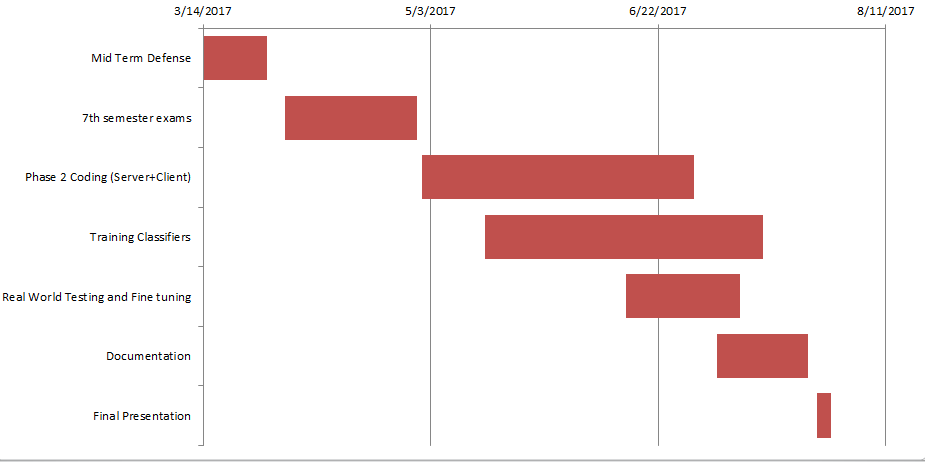 3/14/2017 5/3/2017 6/22/2017 8/11/2017
Mid Term Defense
7th semester exams
Phase 2 Coding (Server+Client)
Training Classifiers
Real World Testing and Fine tuning
Documentation
Final Presentation